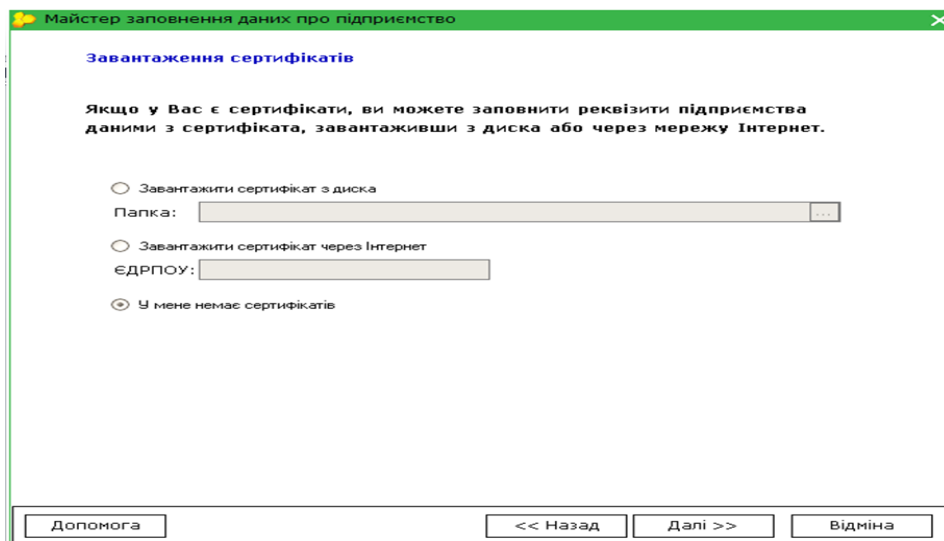 Майстер заповнення даних про підприємство
Завантаження сертифікатів
Якщо у Вас є сертифікати, ви можете заповнити реквізити підприємства
даними з сертифіката, завантаживши з диска або через мережу Інтернет.
Завантажити сертифікат з диска
Папка:
...
Завантажити сертифікат через Інтернет
ЄДРПОУ:
У мене немає сертифікатів
Допомога
<< Назад
Далі >>
Відміна